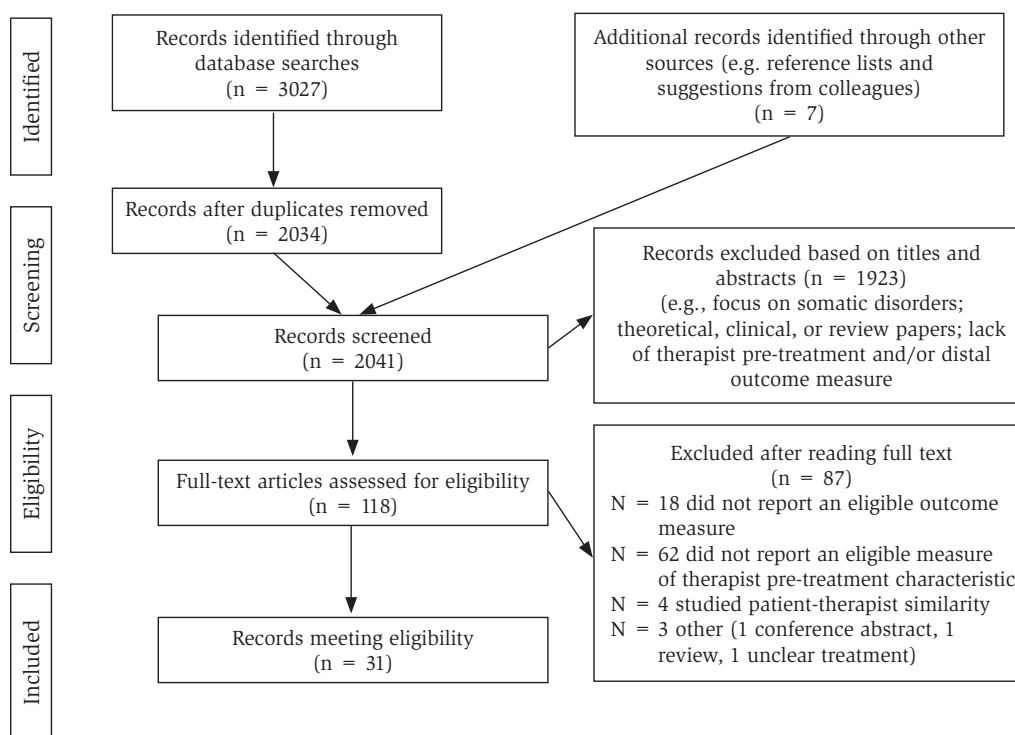 Identified
Records identified through
database searches
(n = 3027)
Additional records identified through other
sources (e.g. reference lists and
suggestions from colleagues)
(n = 7)
Records after duplicates removed
(n = 2034)
Screening
Records screened
(n = 2041)
Records excluded based on titles and
abstracts (n = 1923)
(e.g., focus on somatic disorders;
theoretical, clinical, or review papers; lack
of therapist pre-treatment and/or distal
outcome measure
Eligibility
Full-text articles assessed for eligibility
(n = 118)
Excluded after reading full text
(n = 87)
N = 18 did not report an eligible outcome
measure
N = 62 did not report an eligible measure
of therapist pre-treatment characteristic
N = 4 studied patient-therapist similarity
N = 3 other (1 conference abstract, 1
review, 1 unclear treatment)
Included
Records meeting eligibility
(n = 31)